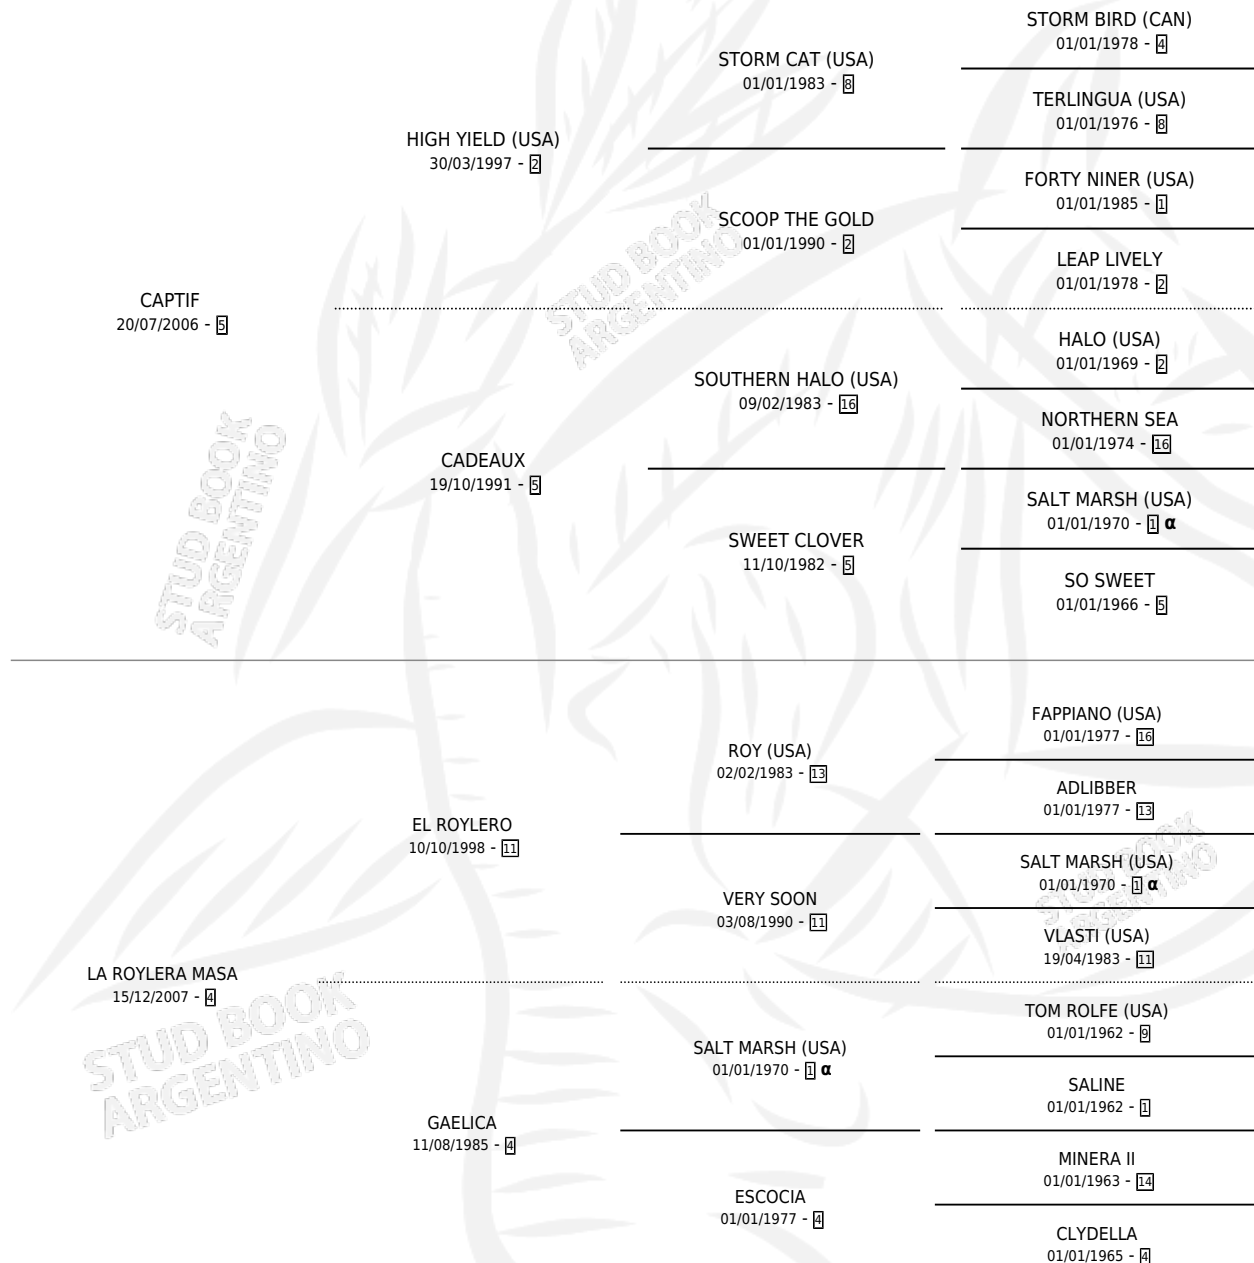 STORM BIRD (CAN)
01/01/1978 - 4
STORM CAT (USA)
01/01/1983 - 8
TERLINGUA (USA)
01/01/1976 - 8
HIGH YIELD (USA)
30/03/1997 - 2
FORTY NINER (USA)
01/01/1985 - 1
SCOOP THE GOLD
01/01/1990 - 2
LEAP LIVELY
01/01/1978 - 2
CAPTIF
20/07/2006 - 5
HALO (USA)
01/01/1969 - 2
SOUTHERN HALO (USA)
09/02/1983 - 16
NORTHERN SEA
01/01/1974 - 16
CADEAUX
19/10/1991 - 5
SALT MARSH (USA)
01/01/1970 - 1 α
SWEET CLOVER
11/10/1982 - 5
SO SWEET
01/01/1966 - 5
FAPPIANO (USA)
01/01/1977 - 16
ROY (USA)
02/02/1983 - 13
ADLIBBER
01/01/1977 - 13
EL ROYLERO
10/10/1998 - 11
SALT MARSH (USA)
01/01/1970 - 1 α
VERY SOON
03/08/1990 - 11
VLASTI (USA)
19/04/1983 - 11
LA ROYLERA MASA
15/12/2007 - 4
TOM ROLFE (USA)
01/01/1962 - 9
SALT MARSH (USA)
01/01/1970 - 1 α
SALINE
01/01/1962 - 1
GAELICA
11/08/1985 - 4
MINERA II
01/01/1963 - 14
ESCOCIA
01/01/1977 - 4
CLYDELLA
01/01/1965 - 4
STUD BOOK
ARGENTINO
STUD BOOK
ARGENTINO
STUD BOOK
ARGENTINO
STUD BOOK
ARGENTINO